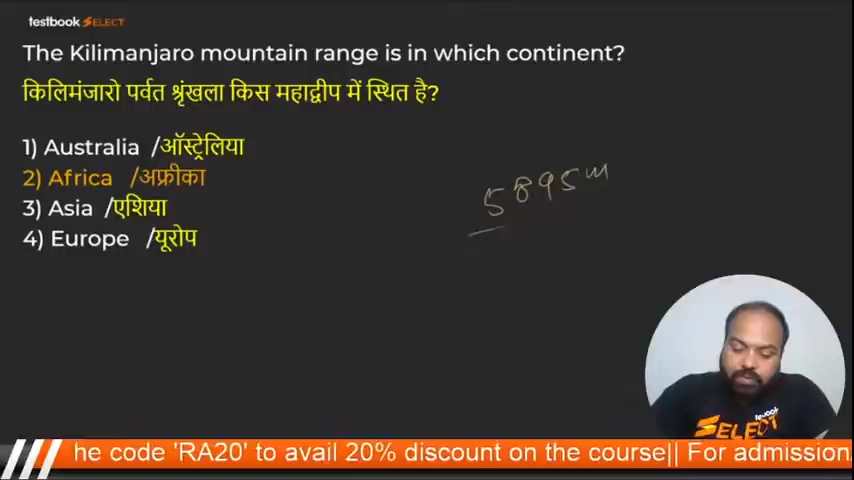 testbook SELECT
The Kilimanjaro mountain range is in which continent?
किलिमंजारो पर्वत श्रृंखला किस महाद्वीप में स्थित है?
1) Australia /ऑस्ट्रेलिया
2) Africa /अफ्रीका
3) Asia /एशिया
4) Europe /यूरोप
5895m
testbook
SELECT
he code 'RA20' to avail 20% discount on the course|| For admission